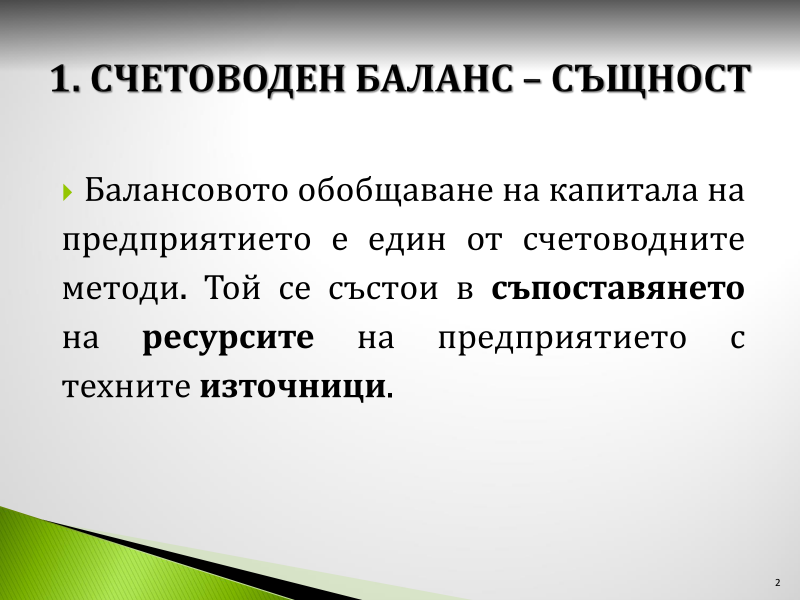 1. СЧЕТОВОДЕН БАЛАНС – СЪЩНОСТ
Балансовото обобщаване на капитала на
предприятието е един от счетоводните
методи. Той се състои в съпоставянето
на ресурсите на предприятието с
техните източници.
2